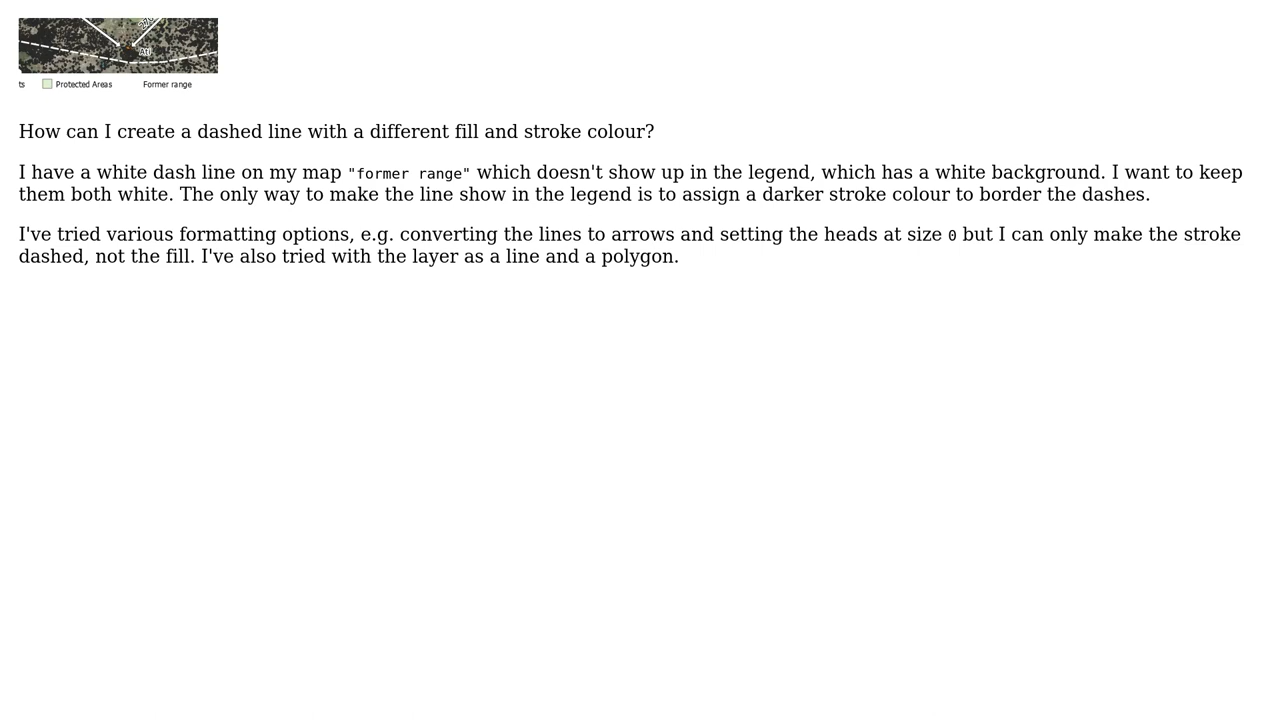 Ati
ts Protected Areas Former range
How can I create a dashed line with a different fill and stroke colour?
I have a white dash line on my map "former range" which doesn't show up in the legend, which has a white background. I want to keep
them both white. The only way to make the line show in the legend is to assign a darker stroke colour to border the dashes.
I've tried various formatting options, e.g. converting the lines to arrows and setting the heads at size 0 but I can only make the stroke
dashed, not the fill. I've also tried with the layer as a line and a polygon.